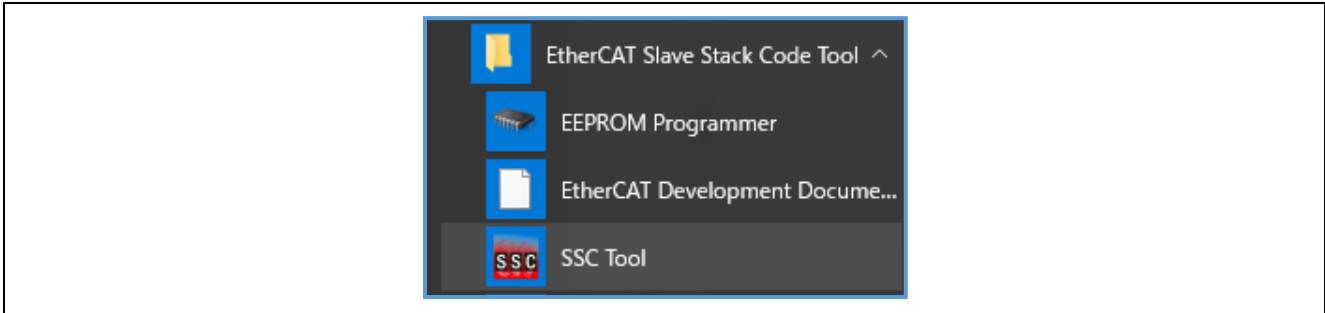 EtherCAT Slave Stack Code Tool
EEPROM Programmer
EtherCAT Development Docume...
SSC
SSC Tool